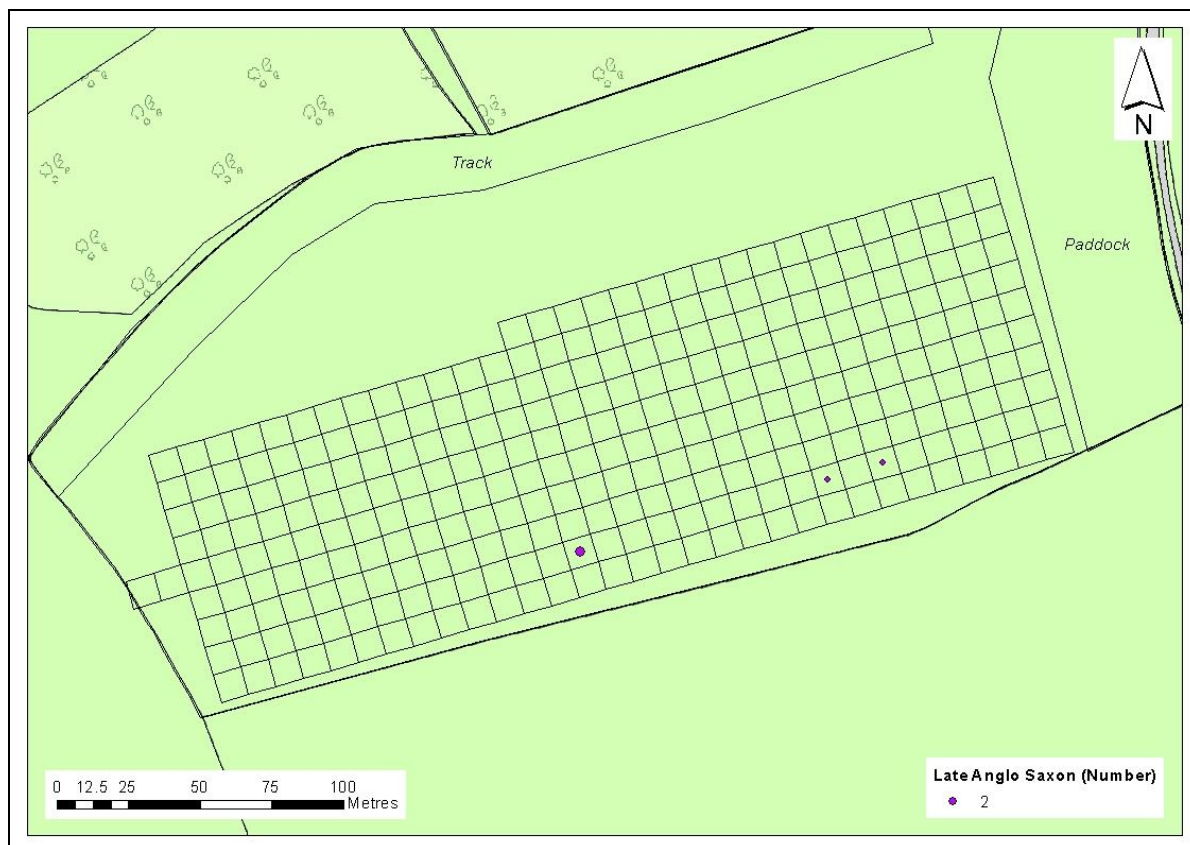 Track
N
Paddock
0 12.5 25 50 75 100
Metres
Late Anglo Saxon (Number)
2